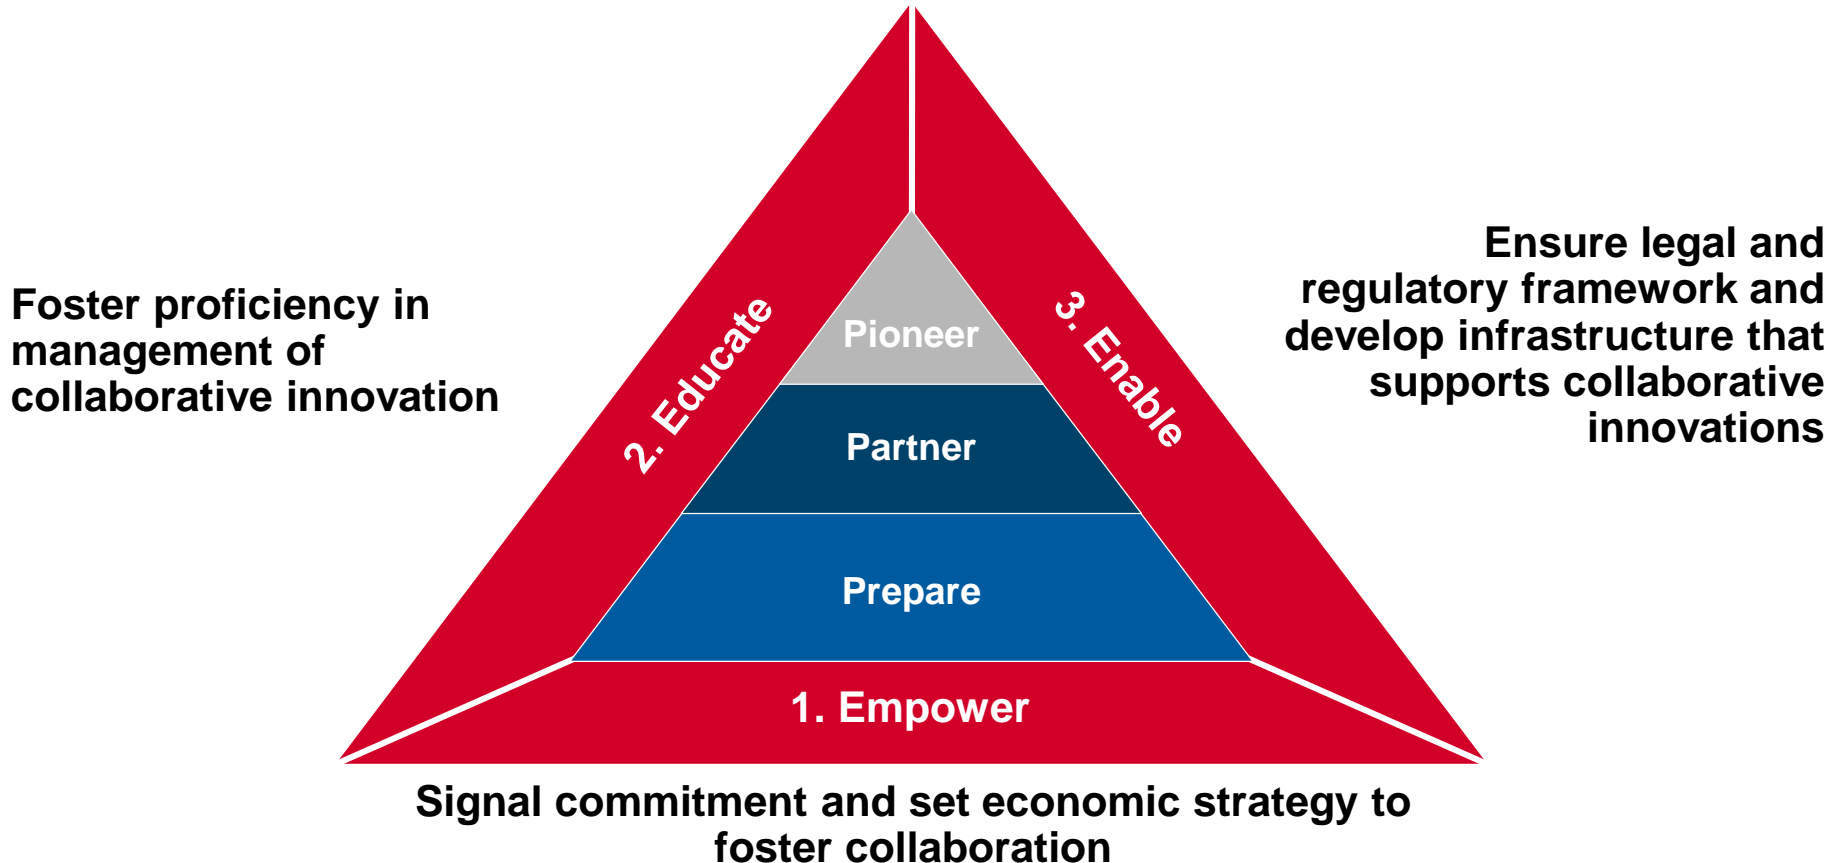 Foster proficiency in
management of
collaborative innovation
2. Educate
Pioneer
Partner
Prepare
3. Enable
Ensure legal and
regulatory framework and
develop infrastructure that
supports collaborative
innovations
1. Empower
Signal commitment and set economic strategy to
foster collaboration